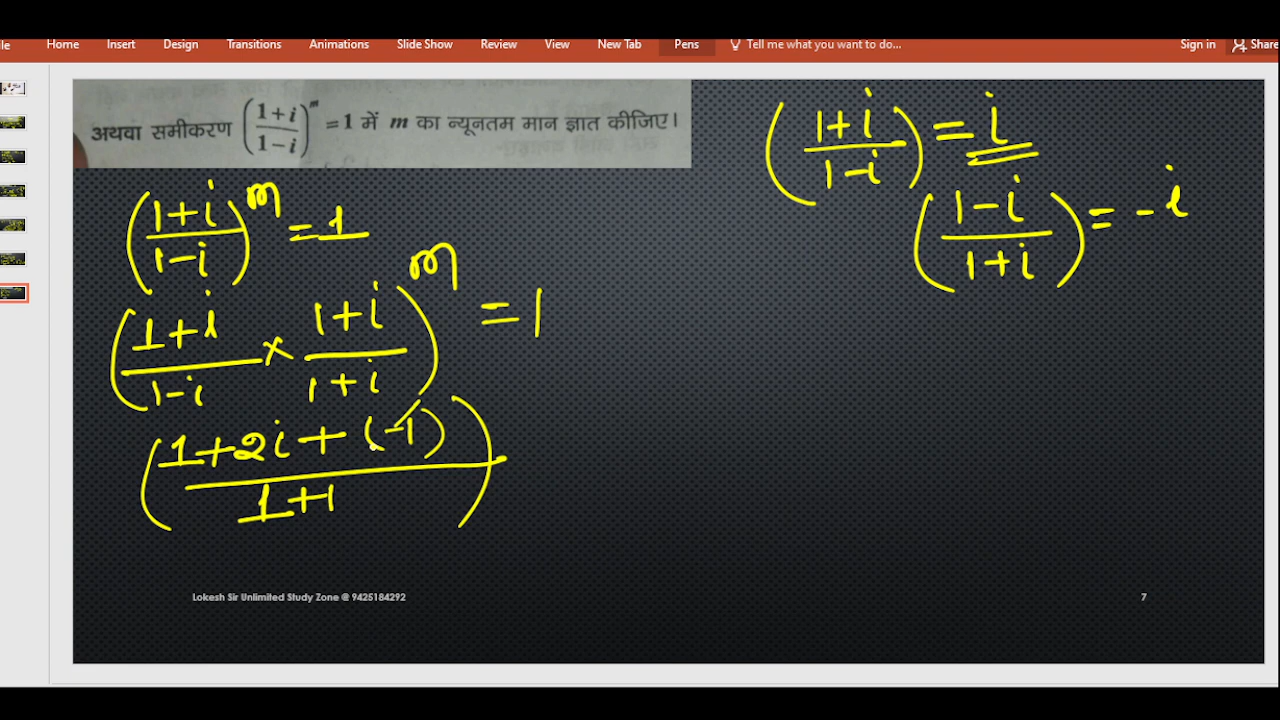 File Home Insert Design Transitions Animations Slide Show Review View New Tab Pens Tell me what you want to do... Sign in Share
अथवा समीकरण ((1+i)/(1-i))^m =1 में m का न्यूनतम मान ज्ञात कीजिए।
((1+i)/(1-i)) = i
((1-i)/(1+i)) = -i
((1+i)/(1-i))^m = 1
((1+i)/(1-i) × (1+i)/(1+i))^m = 1
((1+2i+(-1))/(1+1))
Lokesh Sir Unlimited Study Zone @ 9425184292
7